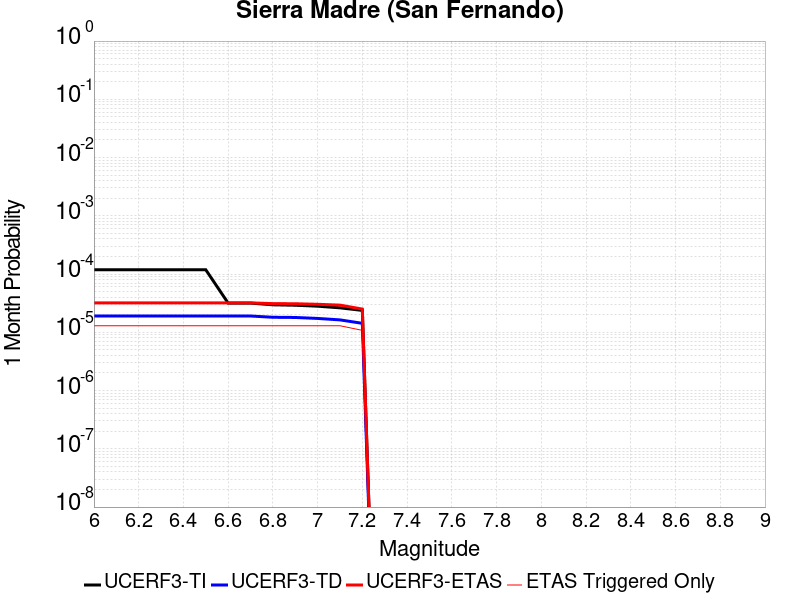 Sierra Madre (San Fernando)
10^0
10^-1
10^-2
10^-3
10^-4
10^-5
10^-6
10^-7
10^-8
1 Month Probability
6 6.2 6.4 6.6 6.8 7 7.2 7.4 7.6 7.8 8 8.2 8.4 8.6 8.8 9
Magnitude
UCERF3-TI UCERF3-TD UCERF3-ETAS ETAS Triggered Only